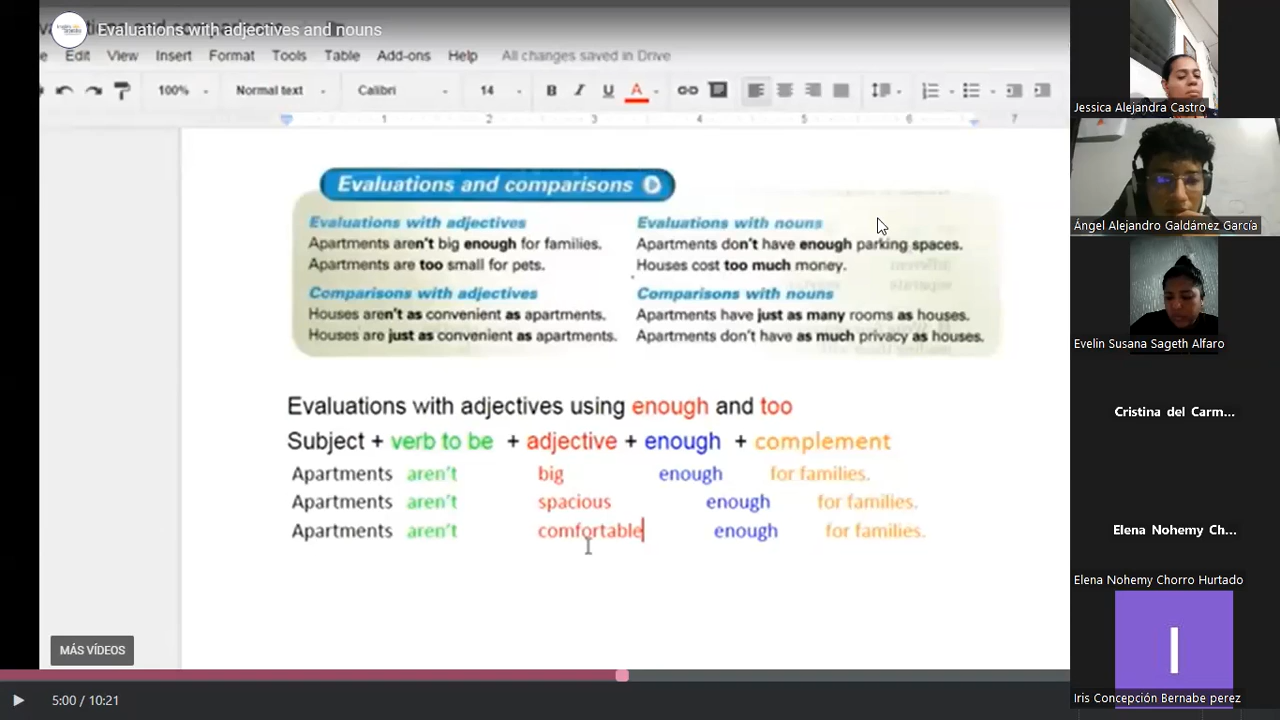 Evaluations with adjectives and nouns
Edit View Insert Format Tools Table Add-ons Help All changes saved in Drive
100% Normal text Calibri 14 B I U A
1 2 3 4 5 6 7
Evaluations and comparisons
Evaluations with adjectives
Apartments aren't big enough for families.
Apartments are too small for pets.
Comparisons with adjectives
Houses aren't as convenient as apartments.
Houses are just as convenient as apartments.
Evaluations with nouns
Apartments don't have enough parking spaces.
Houses cost too much money.
Comparisons with nouns
Apartments have just as many rooms as houses.
Apartments don't have as much privacy as houses.
Evaluations with adjectives using enough and too
Subject + verb to be + adjective + enough + complement
Apartments aren't big enough for families.
Apartments aren't spacious enough for families.
Apartments aren't comfortable enough for families.
MÁS VÍDEOS
5:00 / 10:21
Jessica Alejandra Castro
Ángel Alejandro Galdámez García
Evelin Susana Sageth Alfaro
Cristina del Carm...
Elena Nohemy Ch...
Elena Nohemy Chorro Hurtado
I
Iris Concepción Bernabe perez